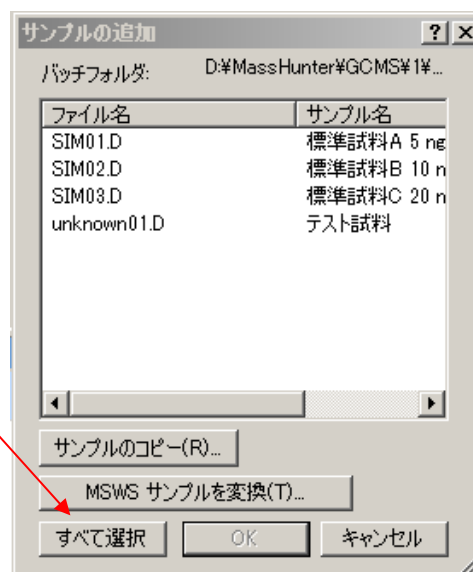 サンプルの追加
バッチフォルダ: D:¥MassHunter¥GCMS¥1¥...
ファイル名 サンプル名
SIM01.D 標準試料A 5 ng
SIM02.D 標準試料B 10 n
SIM03.D 標準試料C 20 n
unknown01.D テスト試料
サンプルのコピー(R)...
MSWS サンプルを変換(T)...
すべて選択 OK キャンセル